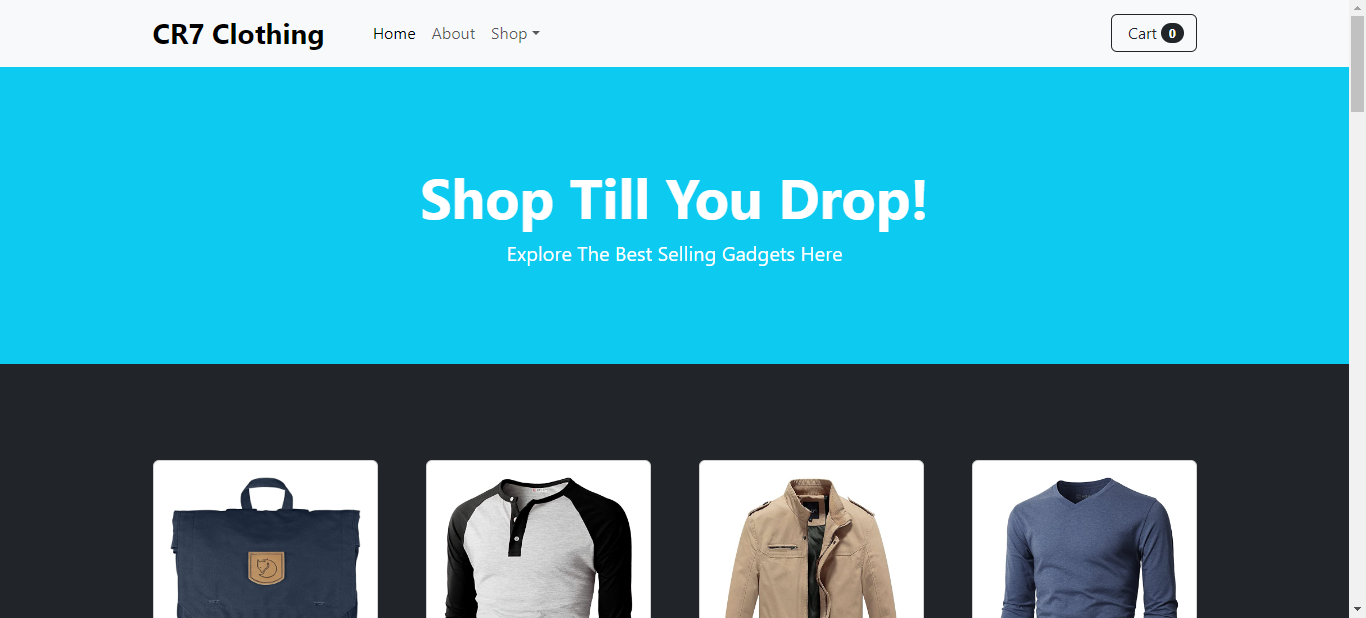 CR7 Clothing
Home
About
Shop
Cart 0
Shop Till You Drop!
Explore The Best Selling Gadgets Here